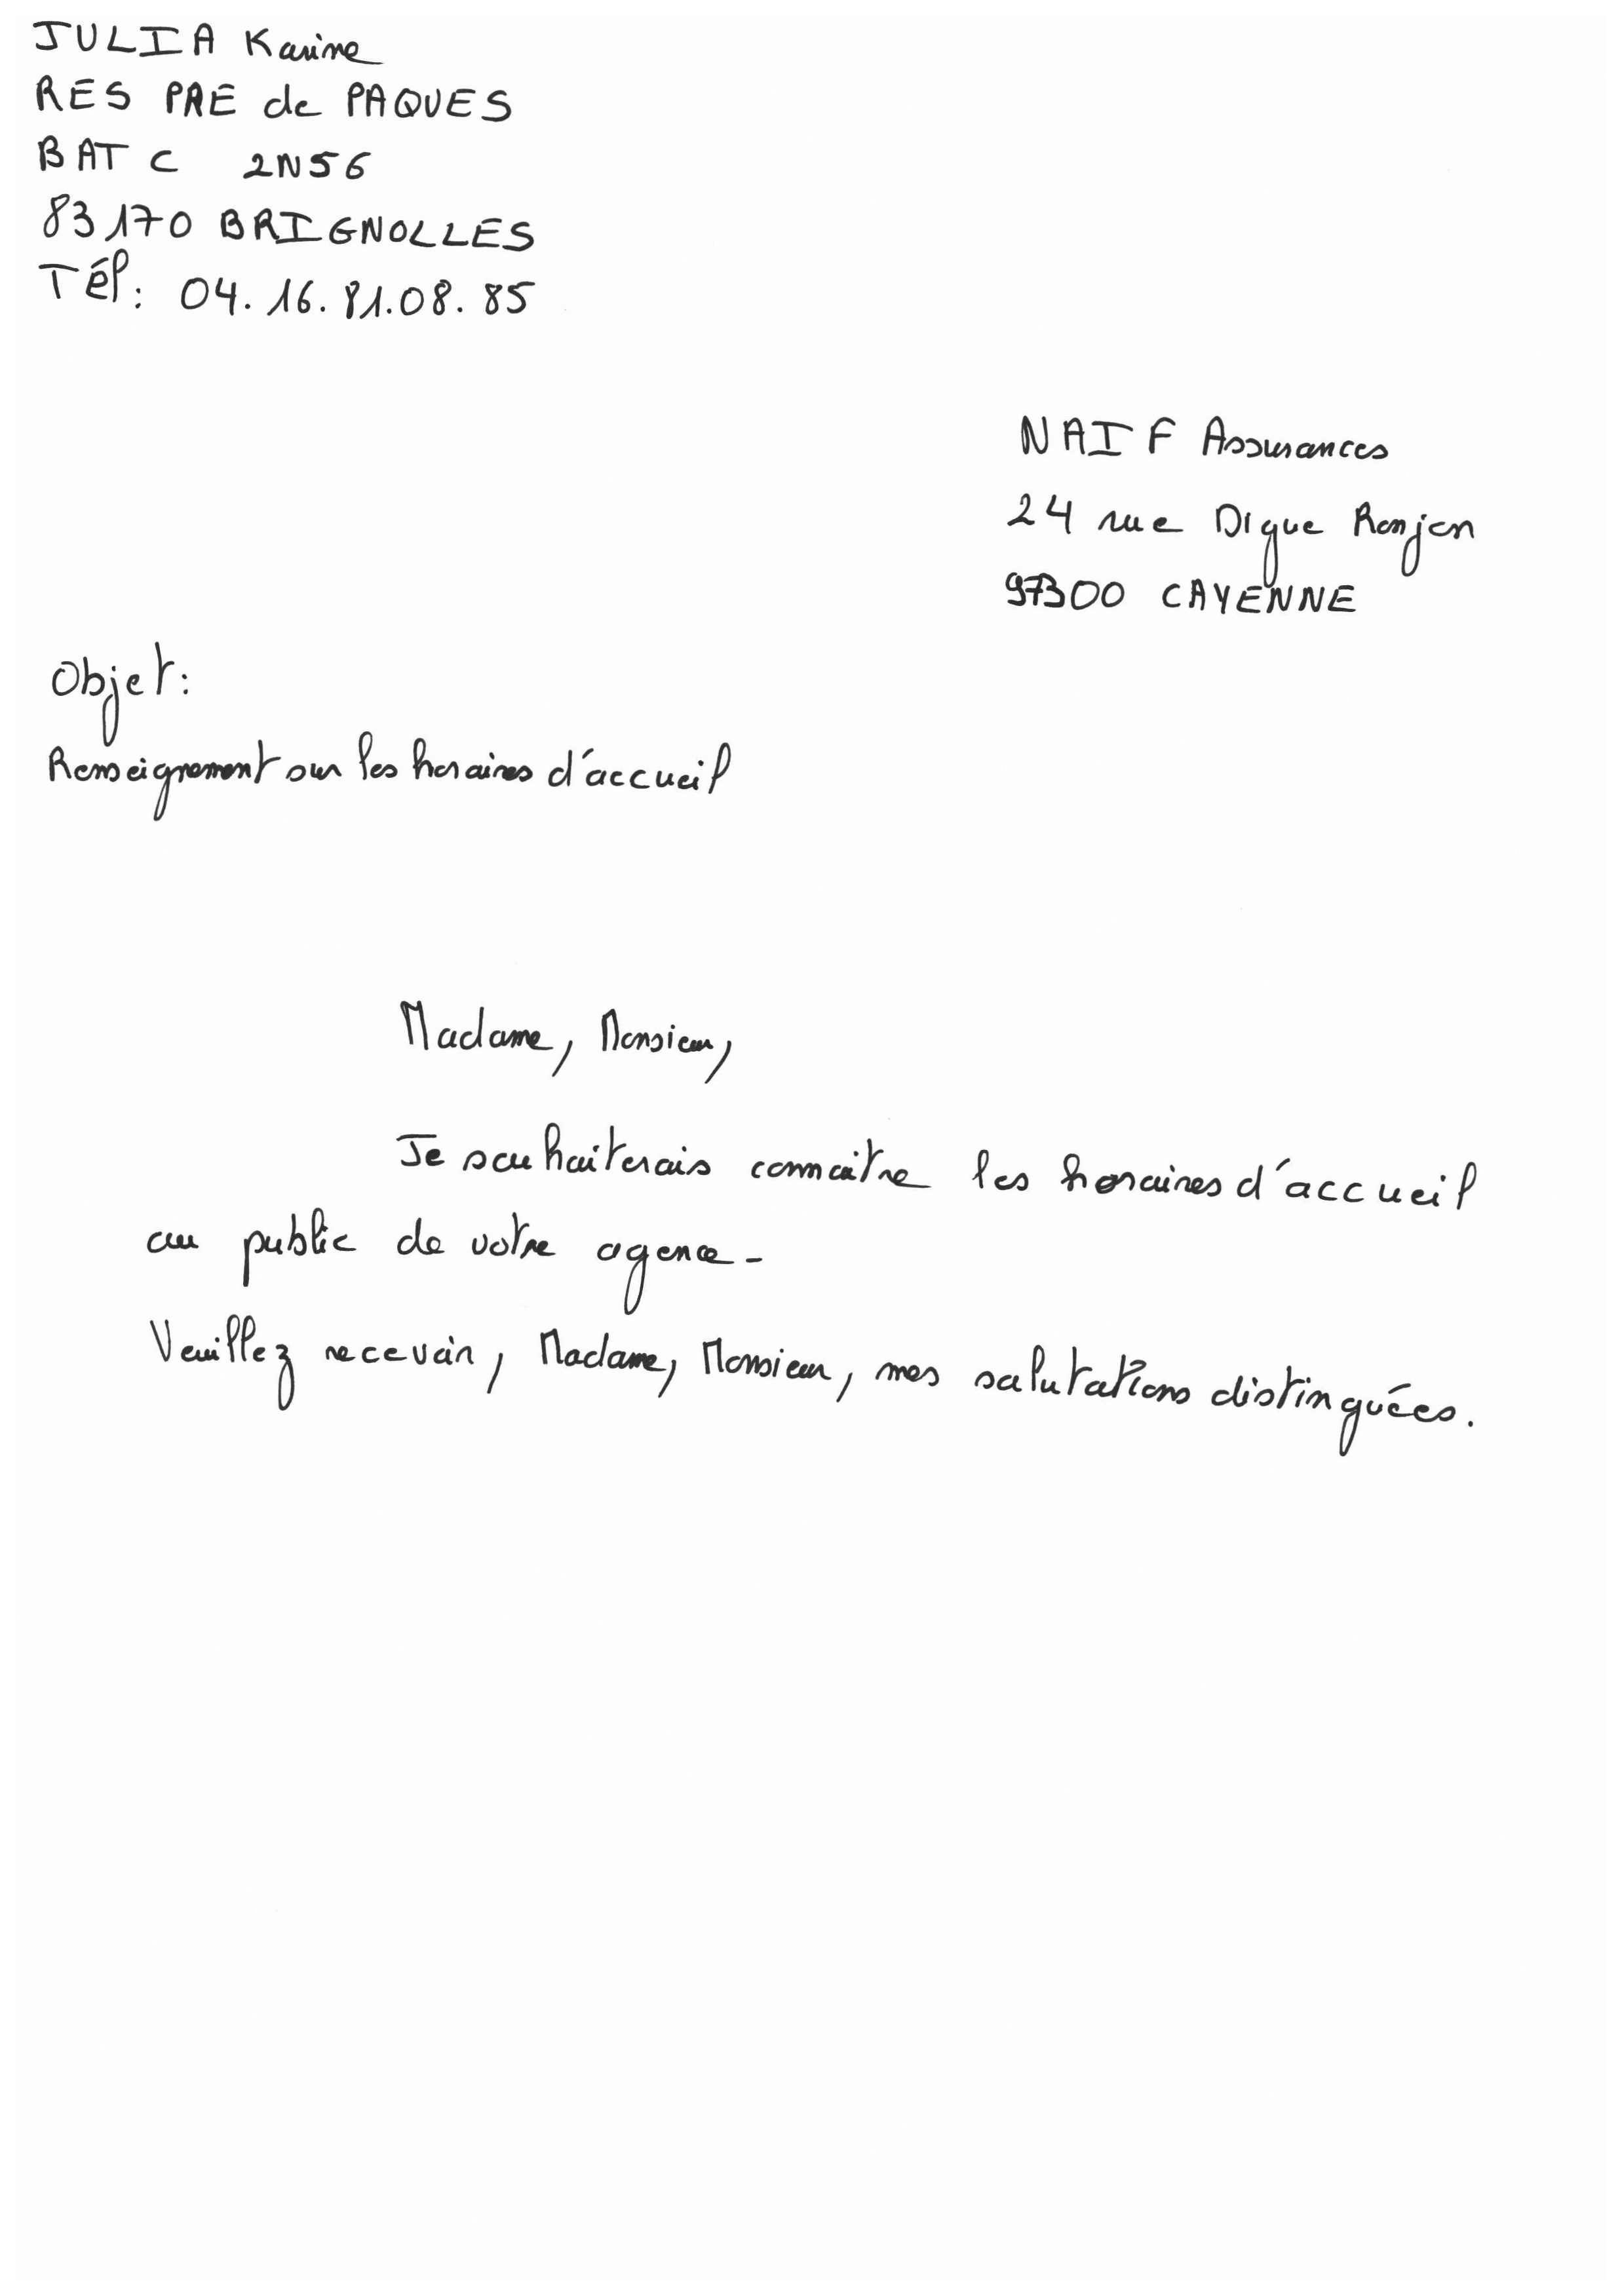 JULIA Karine
RES PRE de PAQUES
BAT C 2N56
83170 BRIGNOLLES
Tél: 04.16.81.08.85
NAIF Assurances
24 rue Digue Ronjon
97300 CAYENNE
Objet:
Renseignement sur les horaires d'accueil
Madame, Monsieur,
Je souhaiterais connaitre les horaires d'accueil
au public de votre agence-
Veuillez recevoir, Madame, Monsieur, mes salutations distinguées.